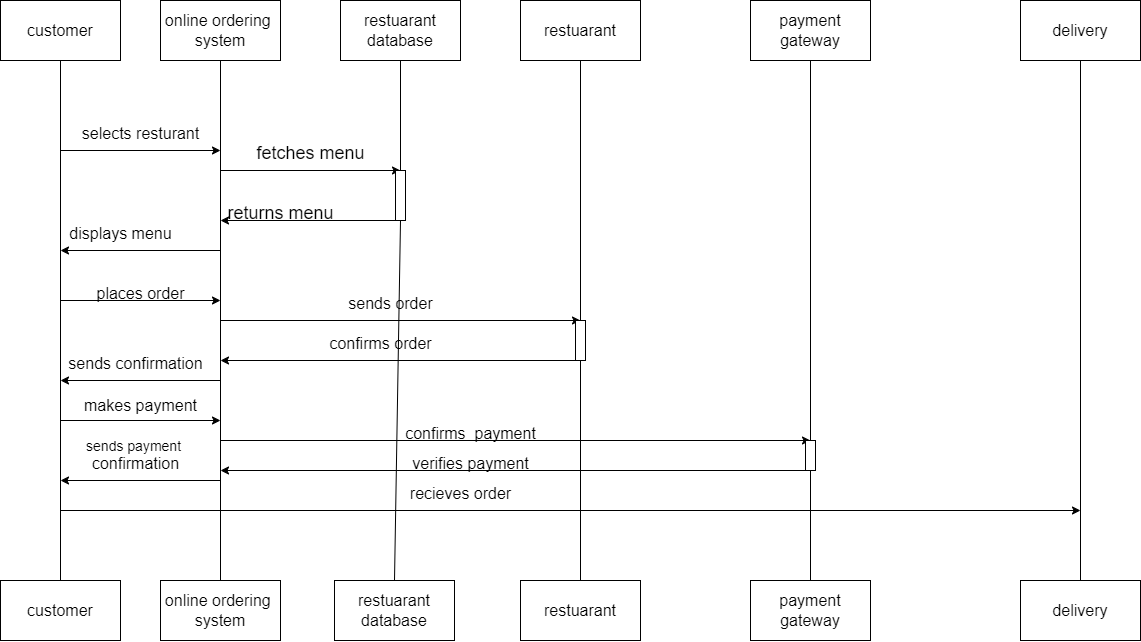 customer
online ordering
system
restuarant
database
restuarant
payment
gateway
delivery
selects resturant
fetches menu
returns menu
displays menu
places order
sends order
confirms order
sends confirmation
makes payment
confirms  payment
sends payment
confirmation
verifies payment
recieves order
customer
online ordering
system
restuarant
database
restuarant
payment
gateway
delivery